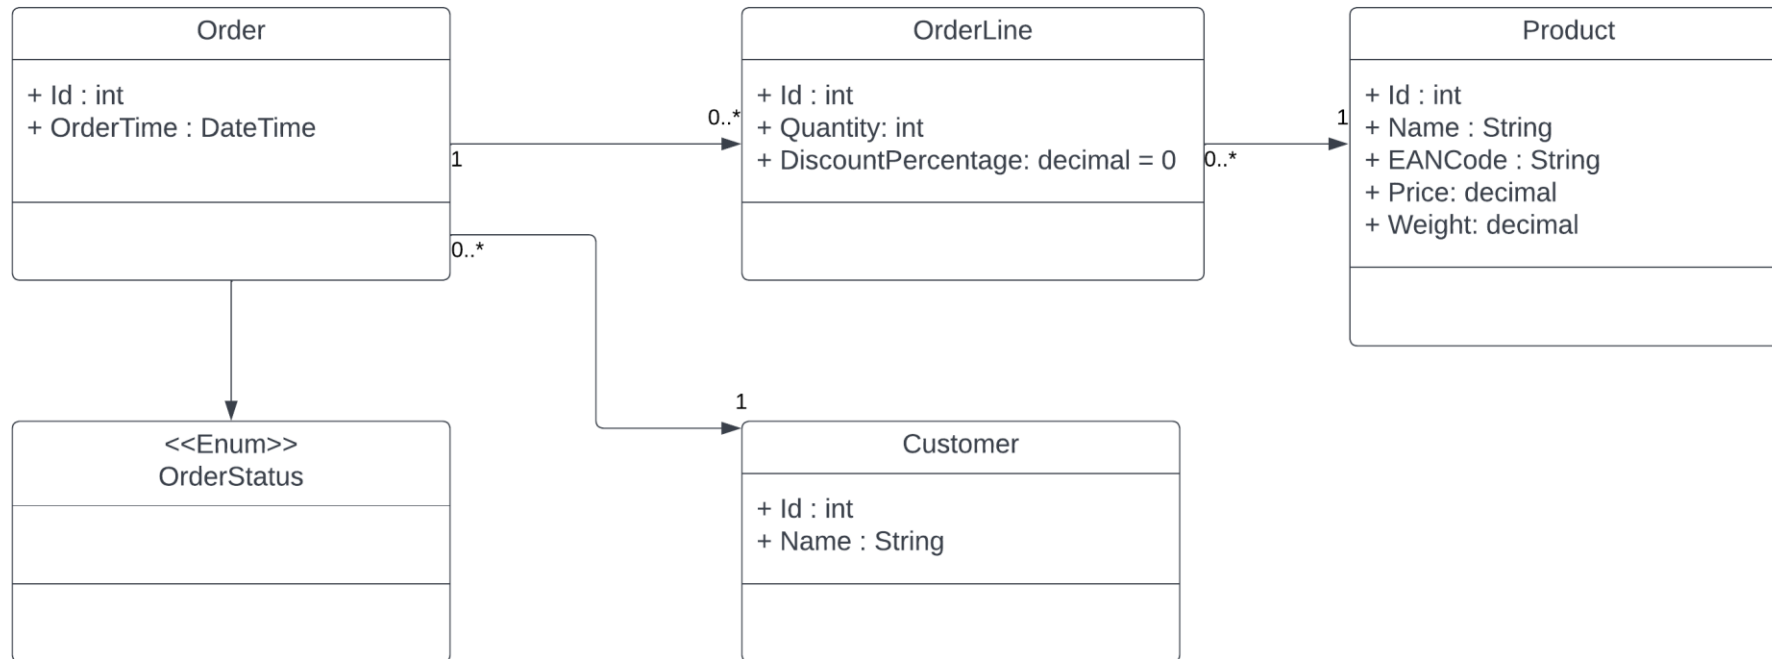 Order
+ Id : int
+ OrderTime : DateTime
1
0..*
0..*
OrderLine
+ Id : int
+ Quantity: int
+ DiscountPercentage: decimal = 0
0..*
1
Product
+ Id : int
+ Name : String
+ EANCode : String
+ Price: decimal
+ Weight: decimal
<<Enum>>
OrderStatus
1
Customer
+ Id : int
+ Name : String